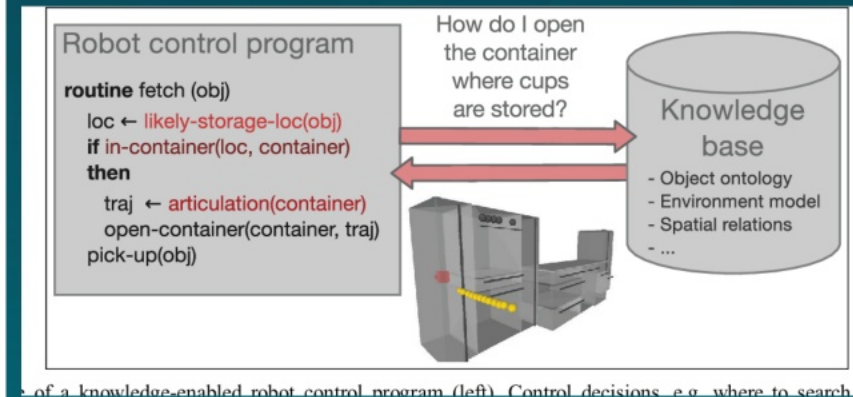 Robot control program
routine fetch (obj)
loc ← likely-storage-loc(obj)
if in-container(loc, container)
then
traj ← articulation(container)
open-container(container, traj)
pick-up(obj)
How do I open
the container
where cups
are stored?
Knowledge
base
- Object ontology
- Environment model
- Spatial relations
- ...
of a knowledge-enabled robot control program (left). Control decisions, e.g. where to search